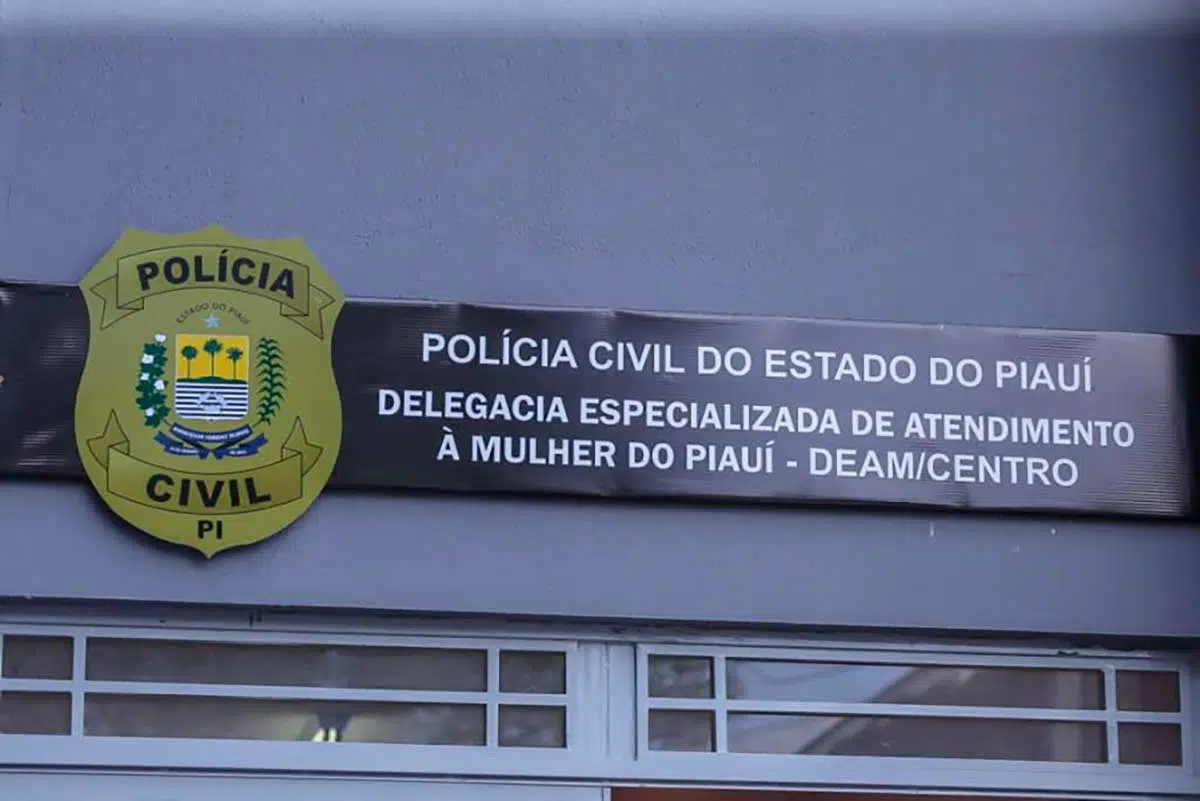 POLÍCIA
ESTADO DO PIAUÍ
CIVIL
PI
POLÍCIA CIVIL DO ESTADO DO PIAUÍ
DELEGACIA ESPECIALIZADA DE ATENDIMENTO
À MULHER DO PIAUÍ - DEAM/CENTRO